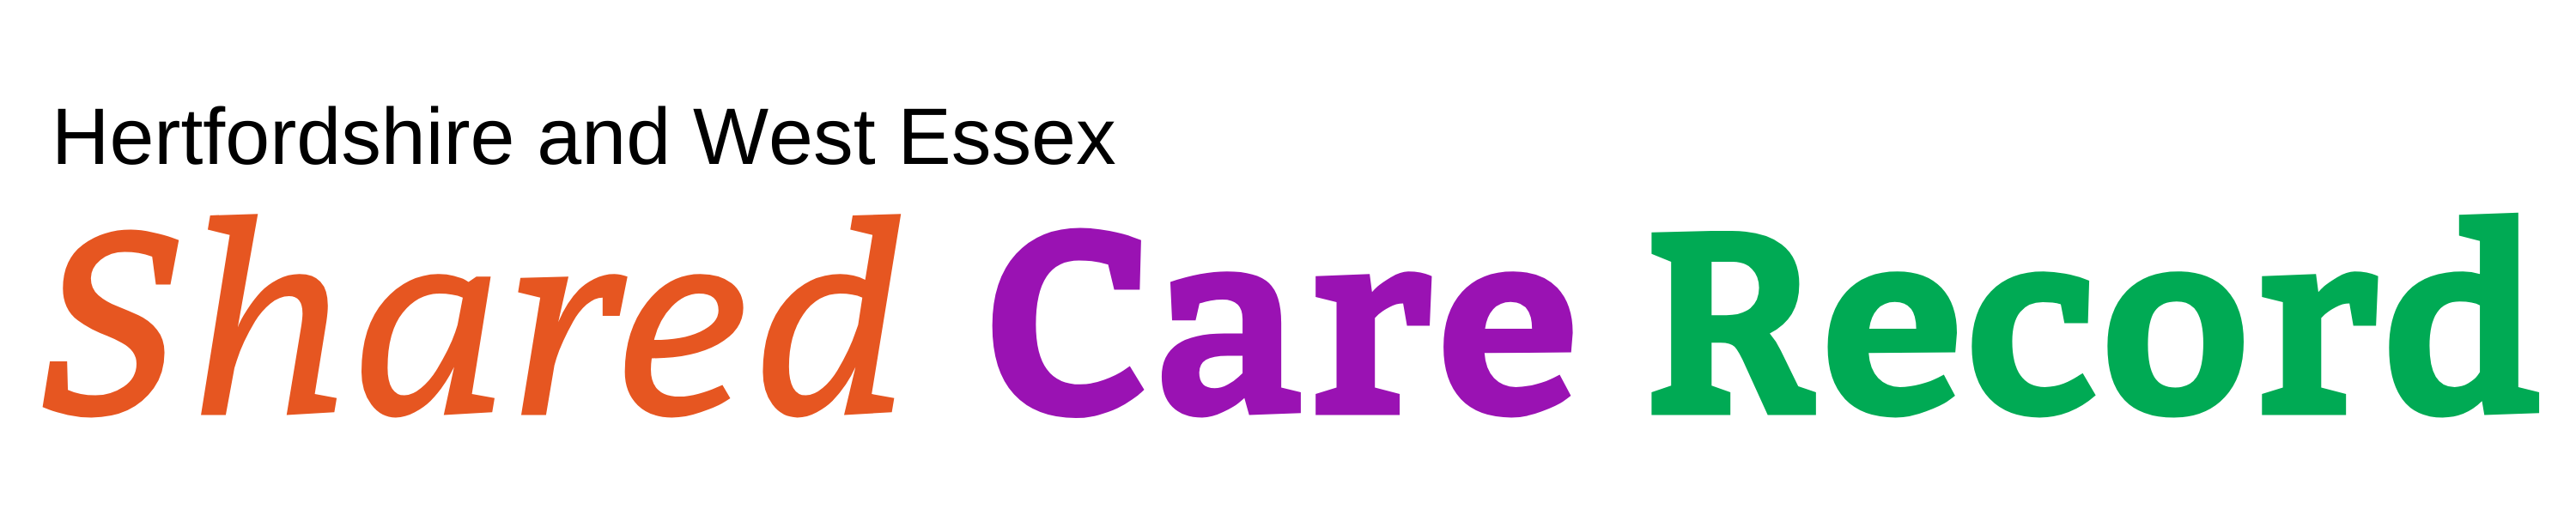 Hertfordshire and West Essex
Shared Care Record